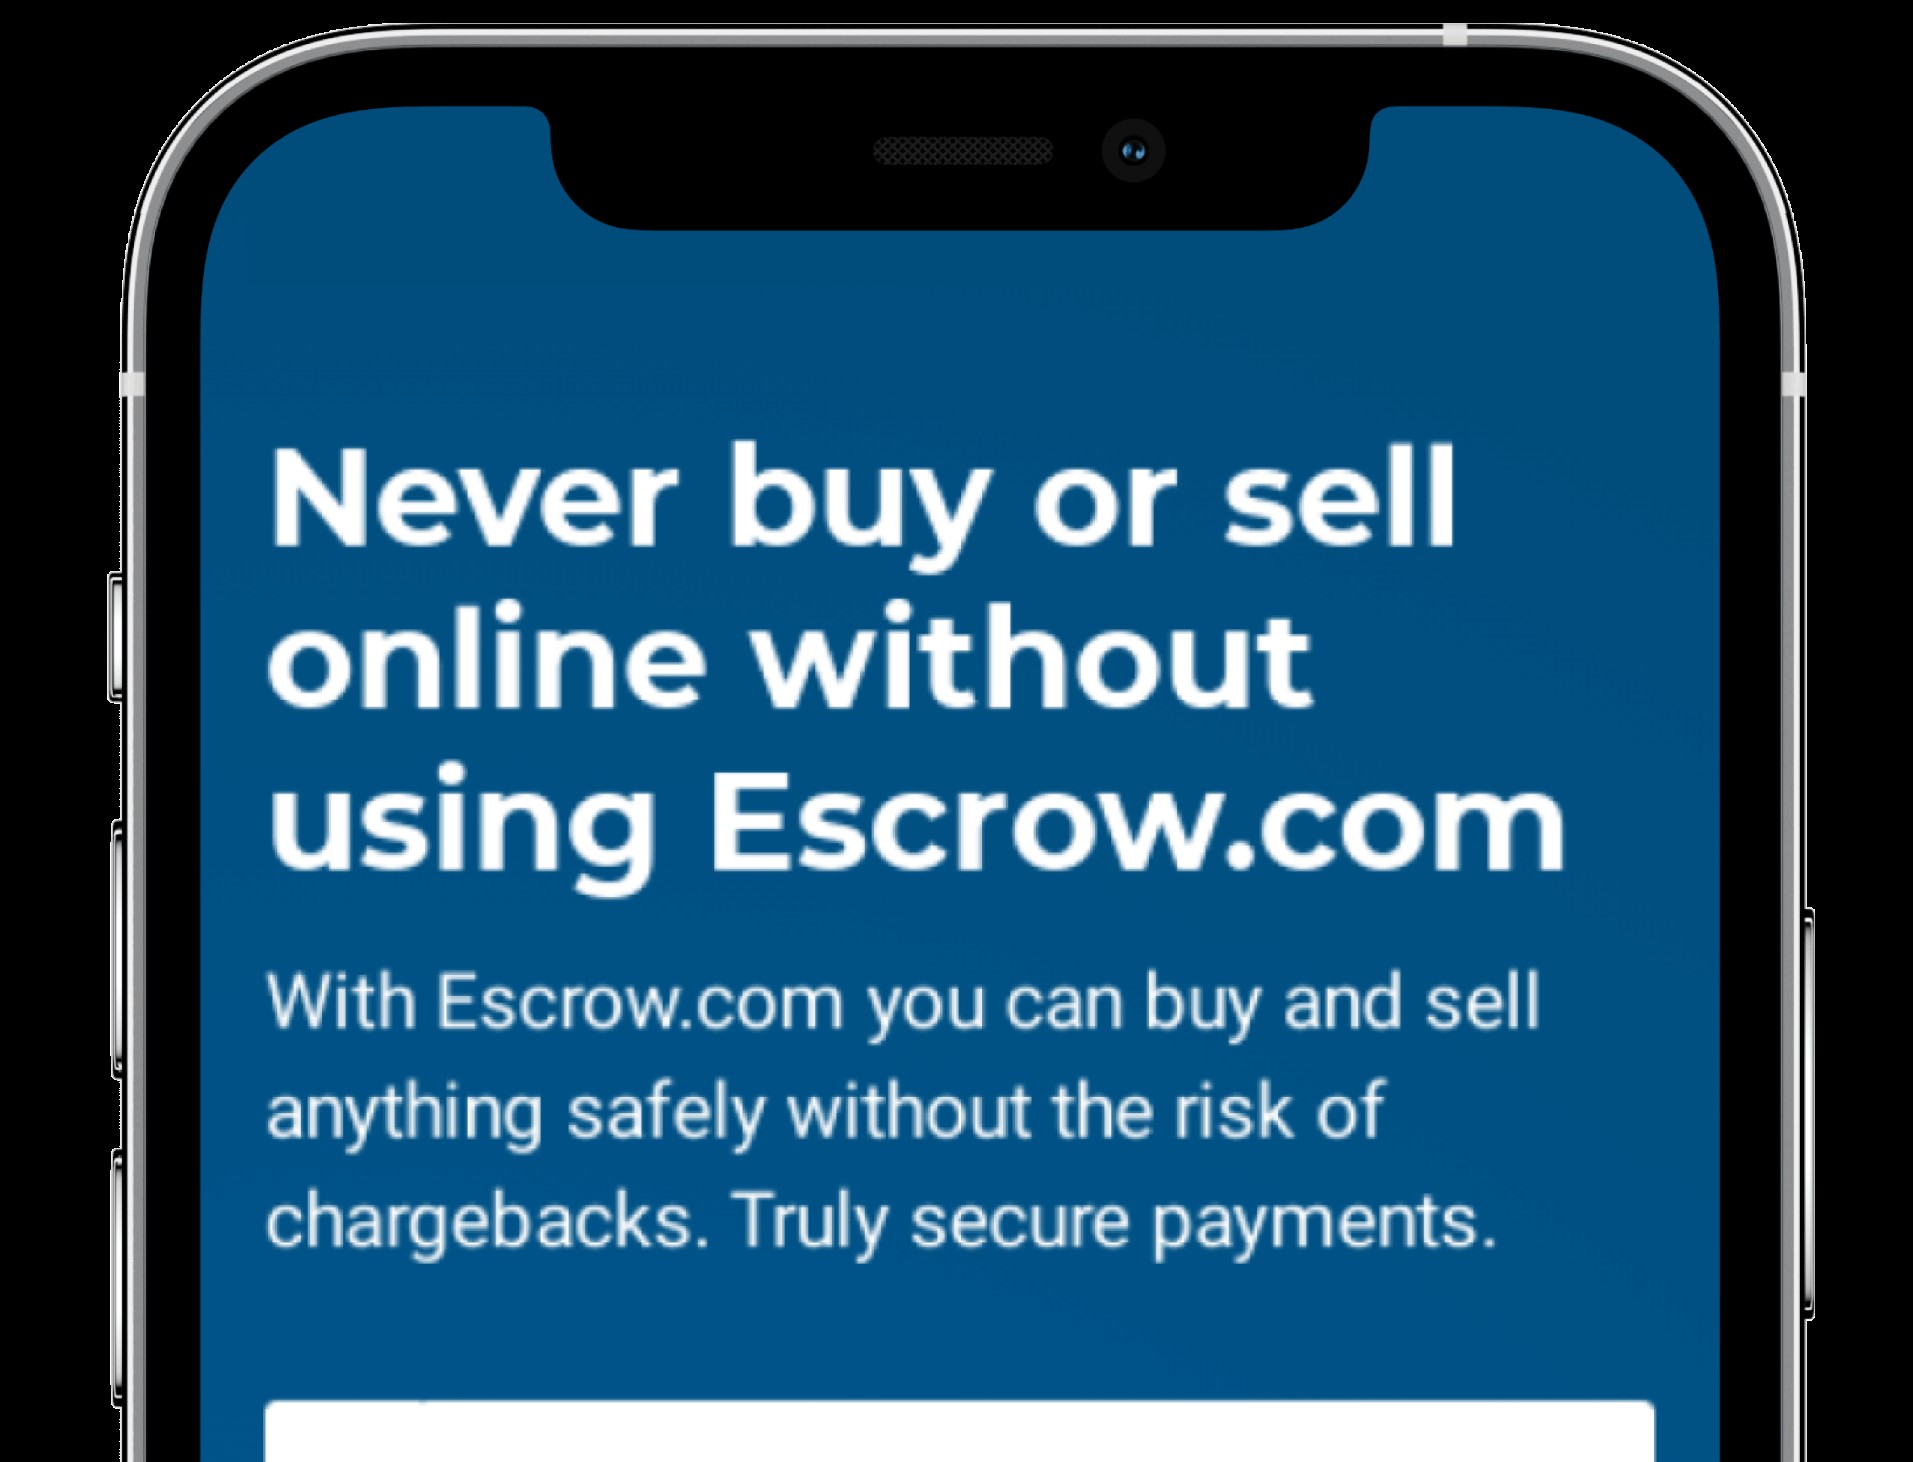 Never buy or sell
online without
using Escrow.com
With Escrow.com you can buy and sell
anything safely without the risk of
chargebacks. Truly secure payments.